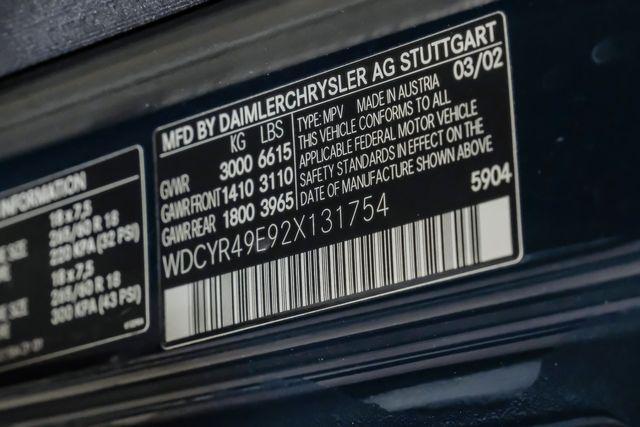 MFD BY DAIMLERCHRYSLER AG STUTTGART
KG LBS MADE IN AUSTRIA 03/02
GVWR 3000 6615 TYPE: MPV
GAWR FRONT 1410 3110 THIS VEHICLE CONFORMS TO ALL
GAWR REAR 1800 3965 APPLICABLE FEDERAL MOTOR VEHICLE
SAFETY STANDARDS IN EFFECT ON THE
DATE OF MANUFACTURE SHOWN ABOVE
WDCYR49E92X131754 5904
INFORMATION
18 x 7,5
265/60 R 18
220 KPA (32 PSI)
18 x 7,5
265/60 R 18
300 KPA (43 PSI)